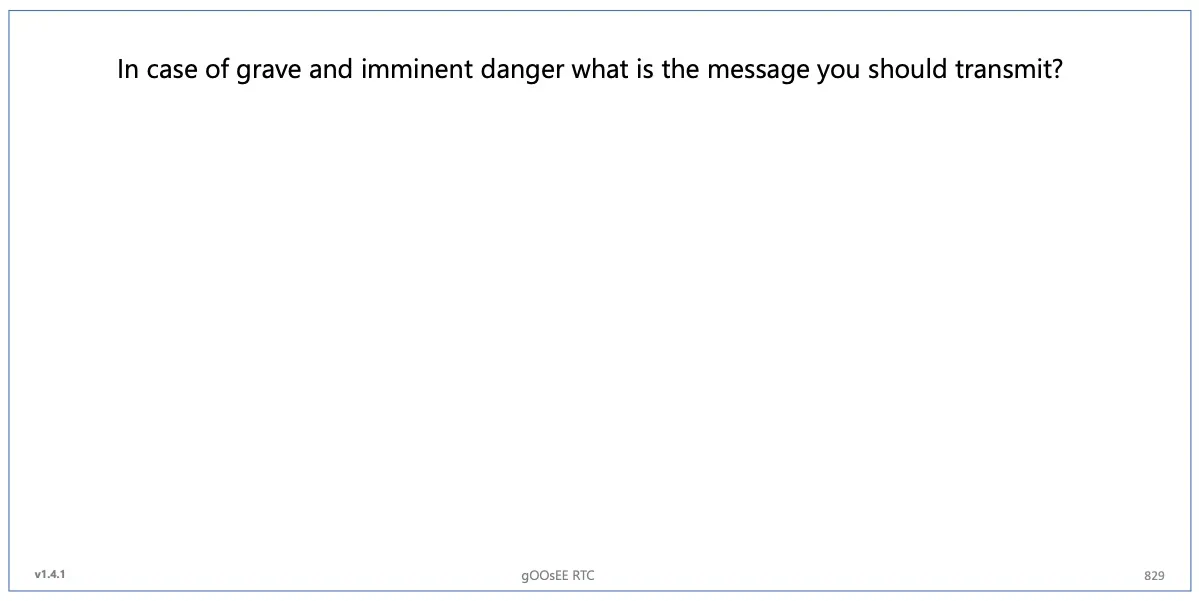 In case of grave and imminent danger what is the message you should transmit?
v1.4.1
gOOsEE RTC
829